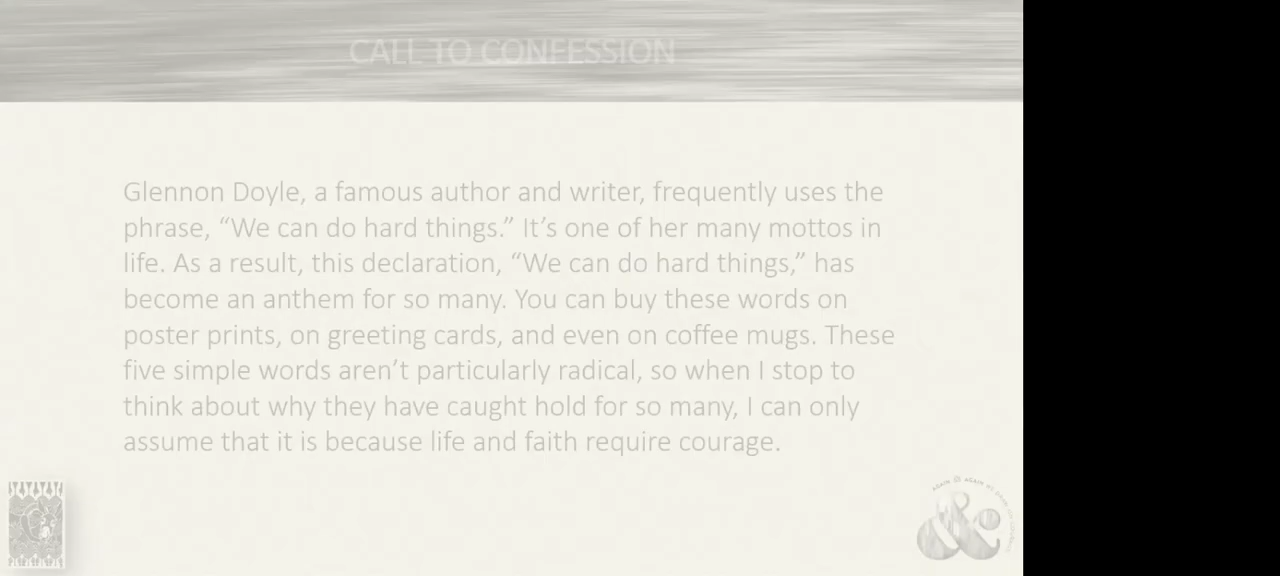 CALL TO CONFESSION
Glennon Doyle, a famous author and writer, frequently uses the
phrase, “We can do hard things.” It’s one of her many mottos in
life. As a result, this declaration, “We can do hard things,” has
become an anthem for so many. You can buy these words on
poster prints, on greeting cards, and even on coffee mugs. These
five simple words aren’t particularly radical, so when I stop to
think about why they have caught hold for so many, I can only
assume that it is because life and faith require courage.
AGAIN & AGAIN
&